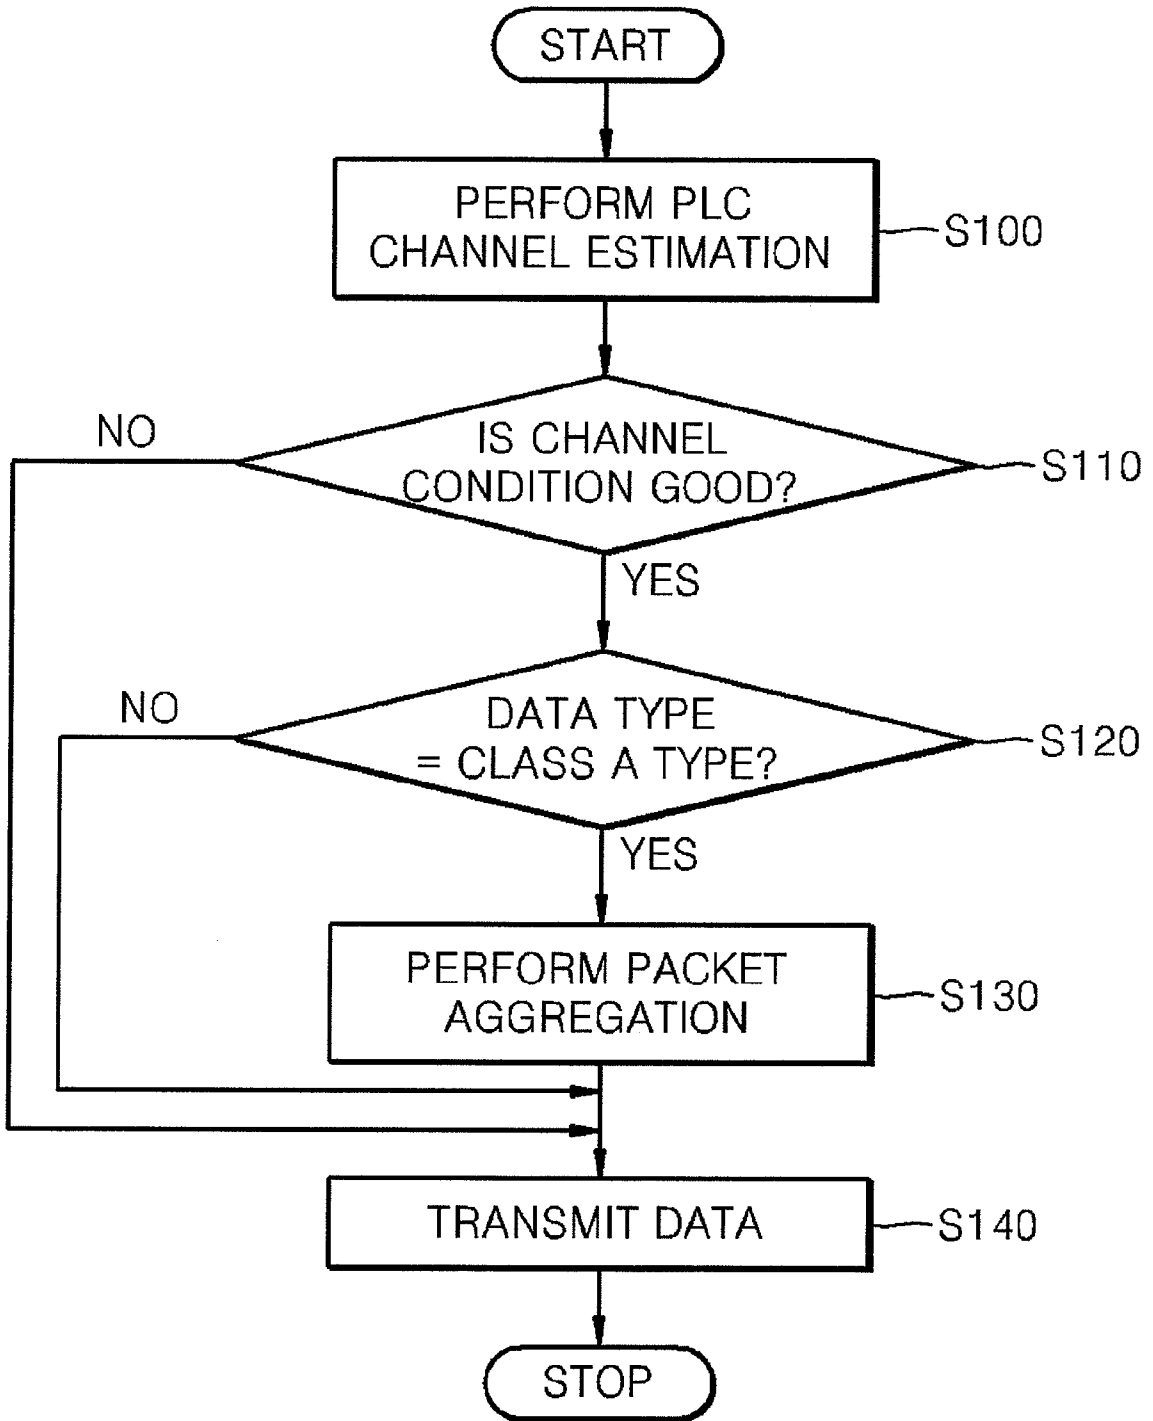 START
PERFORM PLC
CHANNEL ESTIMATION
S100
NO
IS CHANNEL
CONDITION GOOD?
S110
YES
NO
DATA TYPE
= CLASS A TYPE?
S120
YES
PERFORM PACKET
AGGREGATION
S130
TRANSMIT DATA
S140
STOP